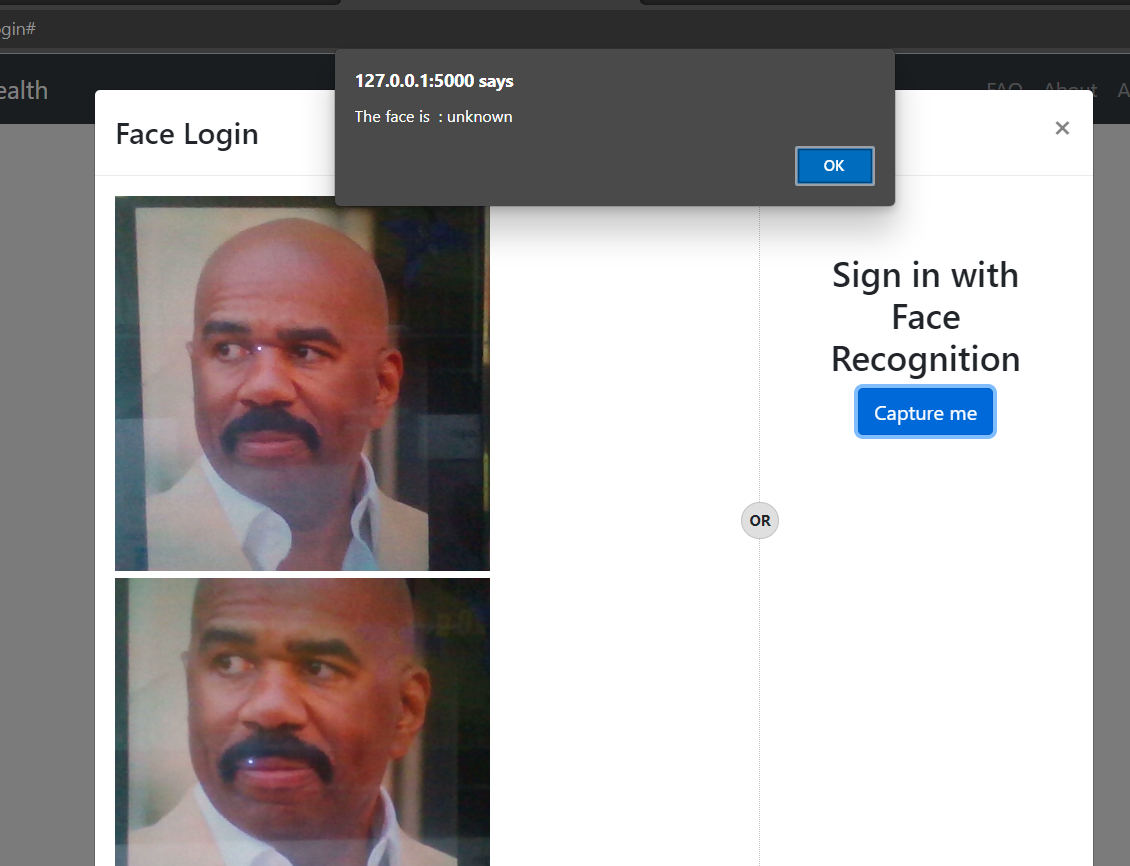 gin#
127.0.0.1:5000 says
The face is : unknown
OK
ealth
FAQ About A
Face Login
×
Sign in with
Face
Recognition
Capture me
OR